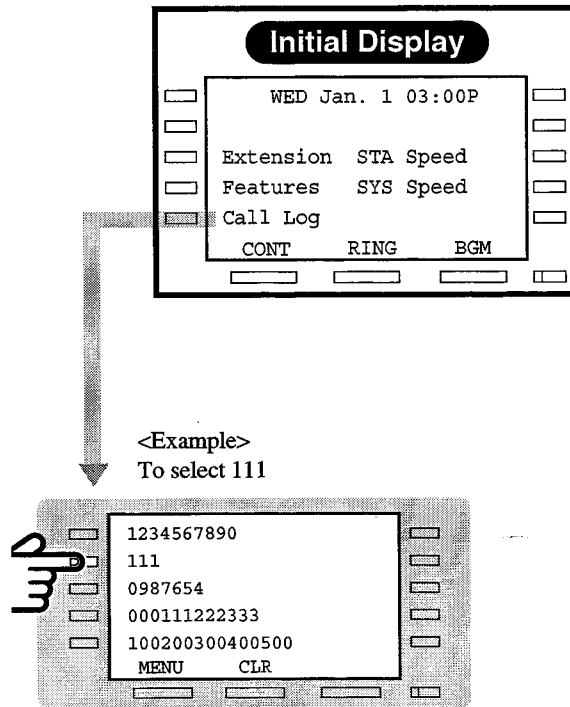 Initial Display
WED Jan. 1 03:00P
Extension STA Speed
Features SYS Speed
Call Log
CONT RING BGM
<Example>
To select 111
1234567890
111
0987654
000111222333
100200300400500
MENU CLR